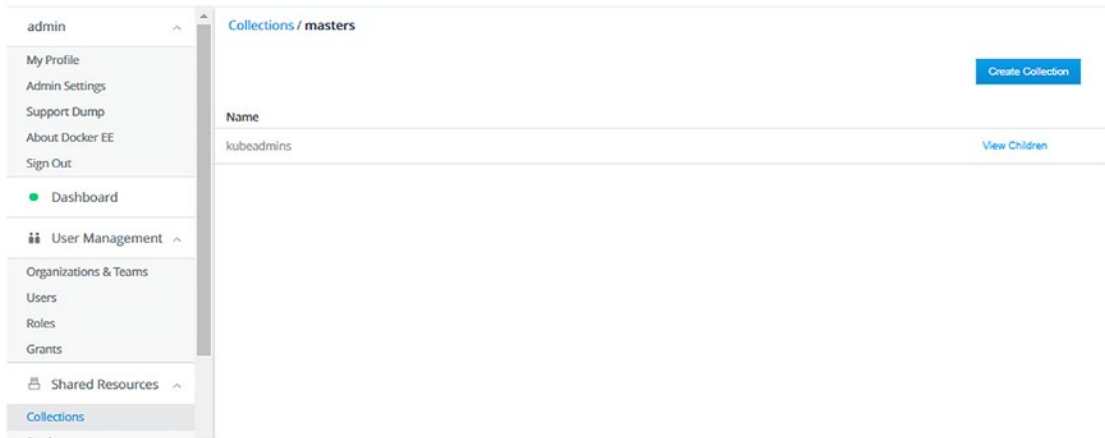 admin
My Profile
Admin Settings
Support Dump
About Docker EE
Sign Out
Dashboard
User Management
Organizations & Teams
Users
Roles
Grants
Shared Resources
Collections
Collections / masters
Create Collection
Name
kubeadmins
View Children